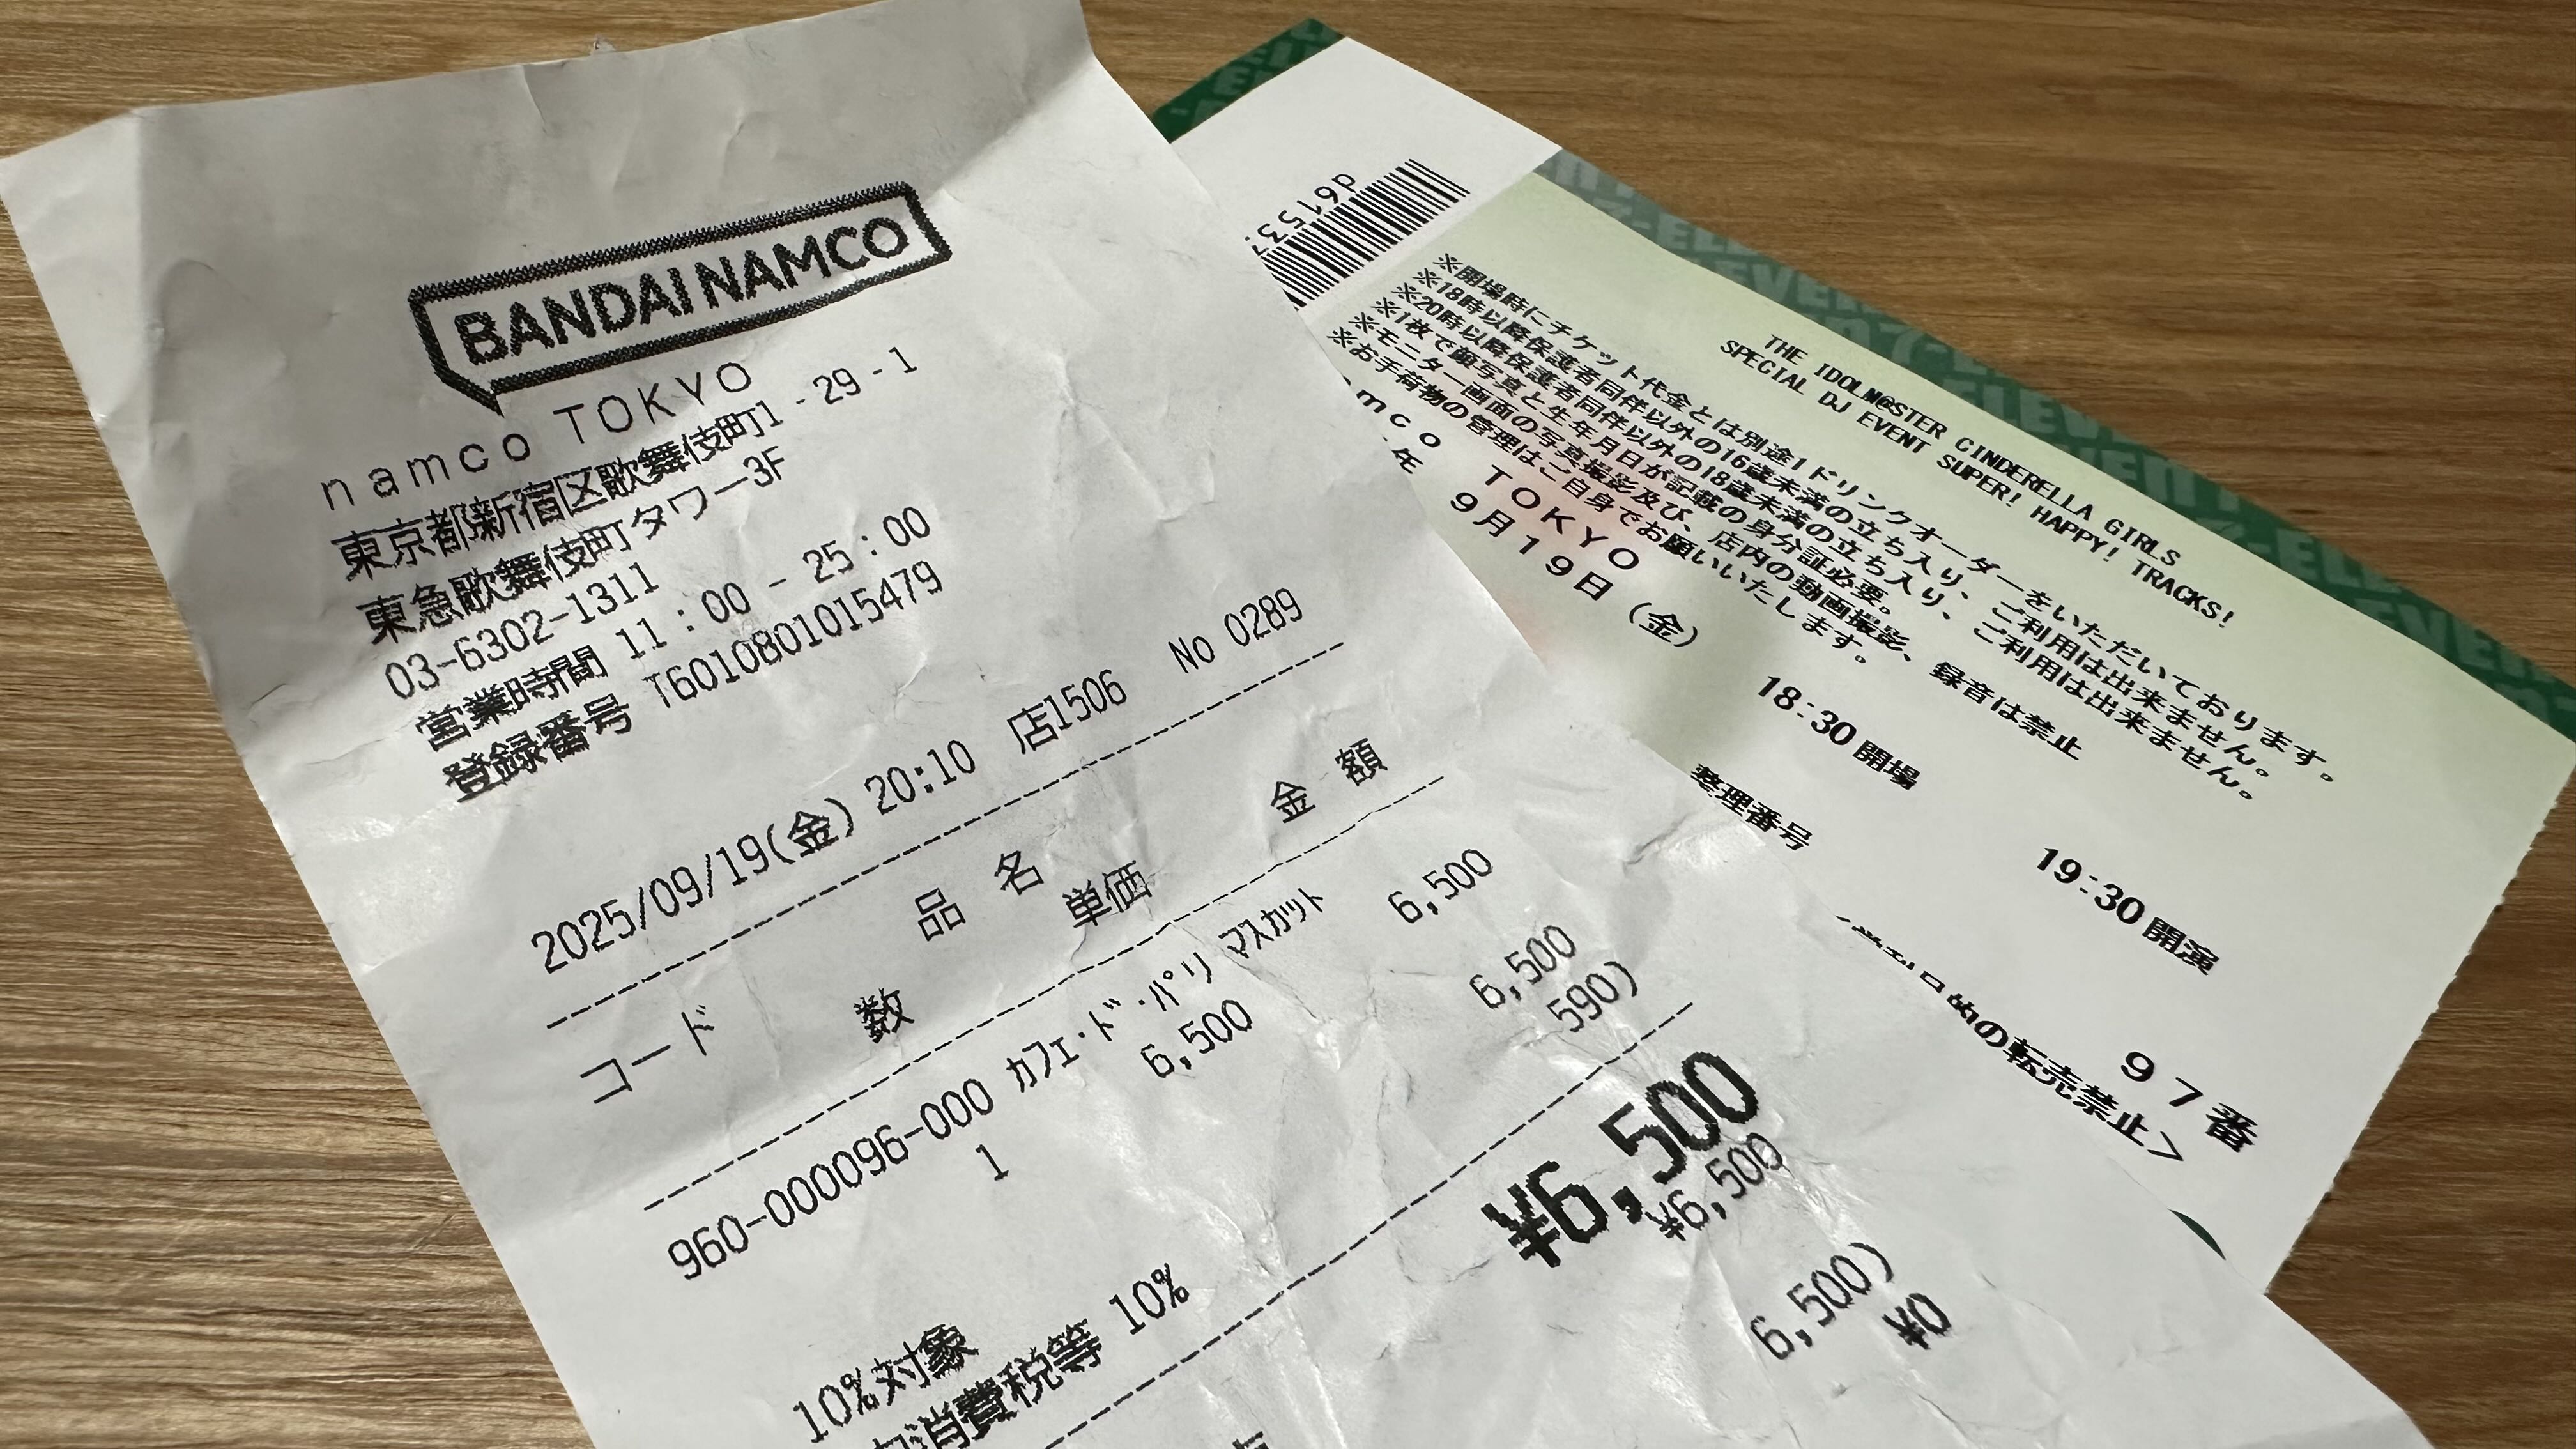 BANDAI NAMCO
namco TOKYO
東京都新宿区歌舞伎町1-29-1
東急歌舞伎町タワー3F
03-6302-1311
営業時間 11:00-25:00
登録番号 T6010801015479
2025/09/19(金) 20:10 店1506 No 0289
コード 品名 金額
数 単価
960-000096-000 カフェ・ド・パリ マスカット 6,500
1 6,500
10%対象 6,500
消費税等 10% 590)
¥6,500
¥6,500
6,500)
¥0
THE IDOLM@STER CINDERELLA GIRLS
SPECIAL DJ EVENT SUPER! HAPPY! TRACKS!
※開場時にチケット代金とは別途1ドリンクオーダーをいただいております。
※18時以降保護者同伴以外の16歳未満の立ち入り、ご利用は出来ません。
※20時以降保護者同伴以外の18歳未満の立ち入り、ご利用は出来ません。
※1枚で顔写真と生年月日が記載の身分証必要。
※モニター画面の写真撮影及び、店内の動画撮影、録音は禁止
※お手荷物の管理はご自身でお願いいたします。
mco TOKYO
年 9月19日(金)
18:30開場 19:30開演
整理番号 97番
目的の転売禁止>